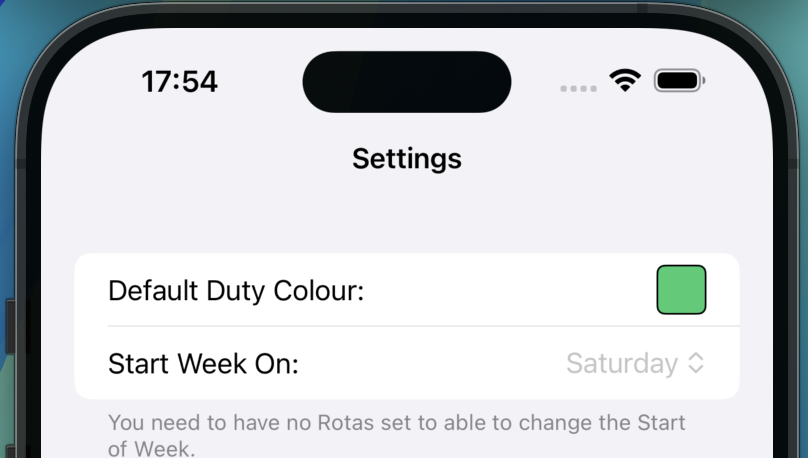 17:54
Settings
Default Duty Colour:
Start Week On: Saturday
You need to have no Rotas set to able to change the Start
of Week.